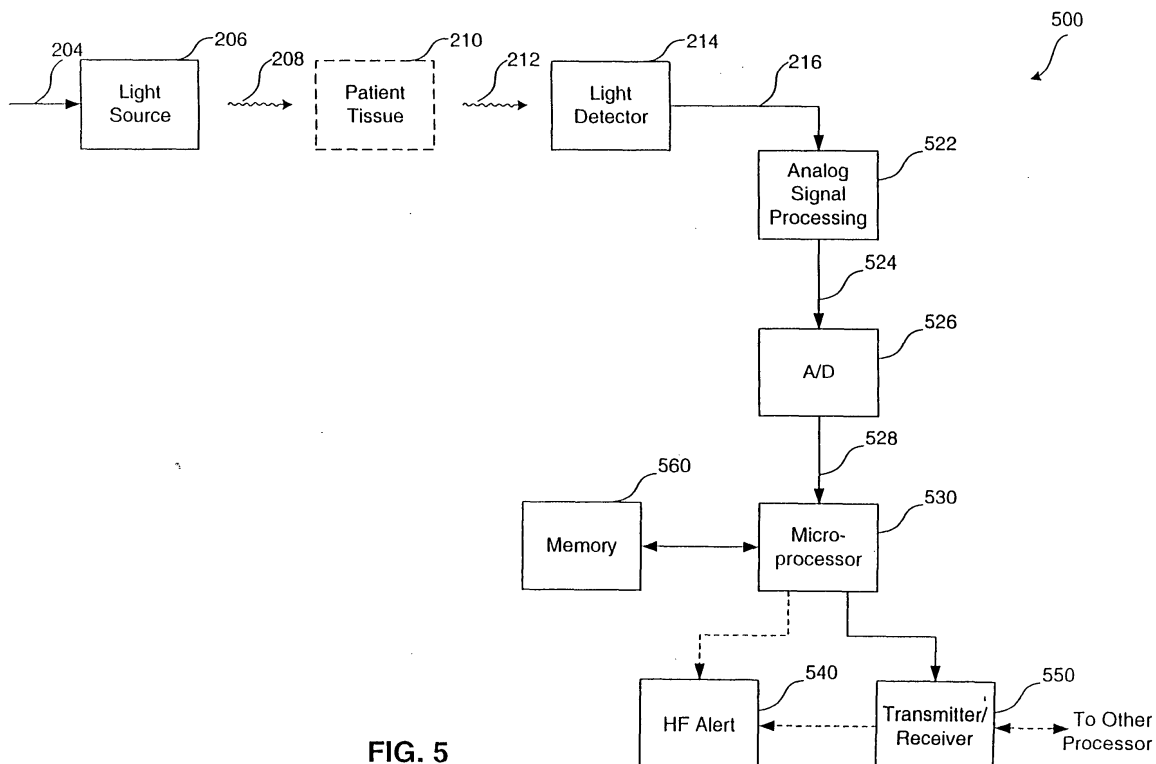 500
204
206
208
210
212
214
216
Light
Source
Patient
Tissue
Light
Detector
522
Analog
Signal
Processing
524
526
A/D
528
560
530
Memory
Micro-
processor
540
550
HF Alert
Transmitter/
Receiver
To Other
Processor
FIG. 5